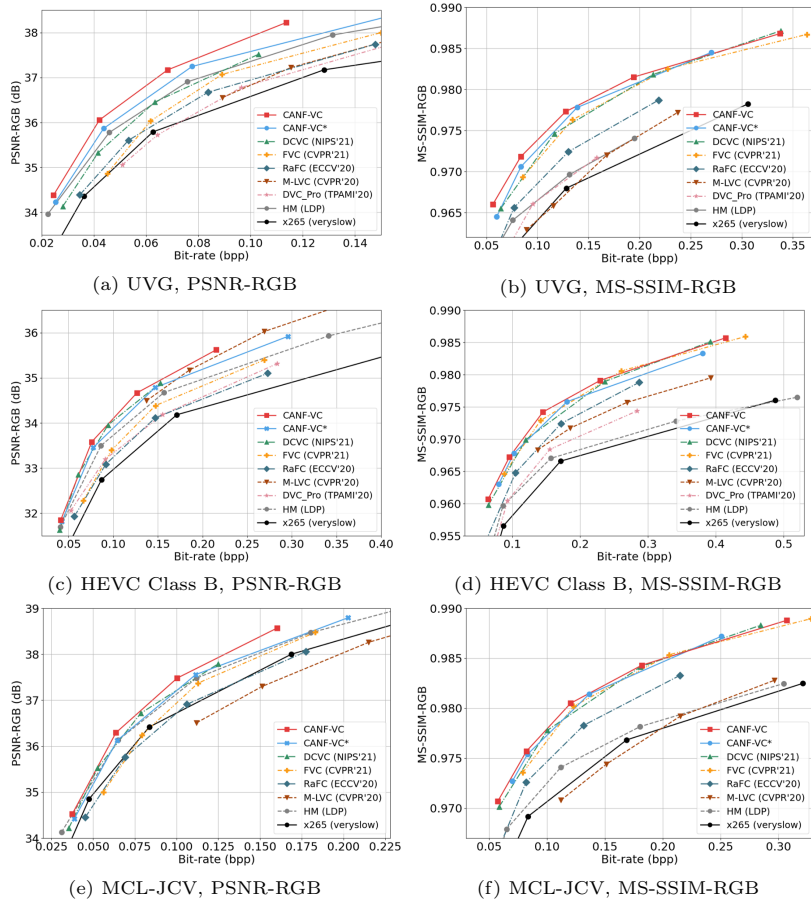 38
37
36
35
34
PSNR-RGB (dB)
0.02 0.04 0.06 0.08 0.10 0.12 0.14
Bit-rate (bpp)
CANF-VC
CANF-VC*
DCVC (NIPS'21)
FVC (CVPR'21)
RaFC (ECCV'20)
M-LVC (CVPR'20)
DVC_Pro (TPAMI'20)
HM (LDP)
x265 (veryslow)
(a) UVG, PSNR-RGB
0.985
0.980
0.975
0.970
0.965
MS-SSIM-RGB
0.05 0.10 0.15 0.20 0.25 0.30 0.35
Bit-rate (bpp)
CANF-VC
CANF-VC*
DCVC (NIPS'21)
FVC (CVPR'21)
RaFC (ECCV'20)
M-LVC (CVPR'20)
DVC_Pro (TPAMI'20)
HM (LDP)
x265 (veryslow)
(b) UVG, MS-SSIM-RGB
36
35
34
33
32
PSNR-RGB (dB)
0.05 0.10 0.15 0.20 0.25 0.30 0.35 0.40
Bit-rate (bpp)
CANF-VC
CANF-VC*
DCVC (NIPS'21)
FVC (CVPR'21)
RaFC (ECCV'20)
M-LVC (CVPR'20)
DVC_Pro (TPAMI'20)
HM (LDP)
x265 (veryslow)
(c) HEVC Class B, PSNR-RGB
0.990
0.985
0.980
0.975
0.970
0.965
0.960
0.955
MS-SSIM-RGB
0.1 0.2 0.3 0.4 0.5
Bit-rate (bpp)
CANF-VC
CANF-VC*
DCVC (NIPS'21)
FVC (CVPR'21)
RaFC (ECCV'20)
M-LVC (CVPR'20)
DVC_Pro (TPAMI'20)
HM (LDP)
x265 (veryslow)
(d) HEVC Class B, MS-SSIM-RGB
39
38
37
36
35
34
PSNR-RGB (dB)
0.025 0.050 0.075 0.100 0.125 0.150 0.175 0.200 0.225
Bit-rate (bpp)
CANF-VC
CANF-VC*
DCVC (NIPS'21)
FVC (CVPR'21)
RaFC (ECCV'20)
M-LVC (CVPR'20)
HM (LDP)
x265 (veryslow)
(e) MCL-JCV, PSNR-RGB
0.990
0.985
0.980
0.975
0.970
MS-SSIM-RGB
0.05 0.10 0.15 0.20 0.25 0.30
Bit-rate (bpp)
CANF-VC
CANF-VC*
DCVC (NIPS'21)
FVC (CVPR'21)
RaFC (ECCV'20)
M-LVC (CVPR'20)
HM (LDP)
x265 (veryslow)
(f) MCL-JCV, MS-SSIM-RGB